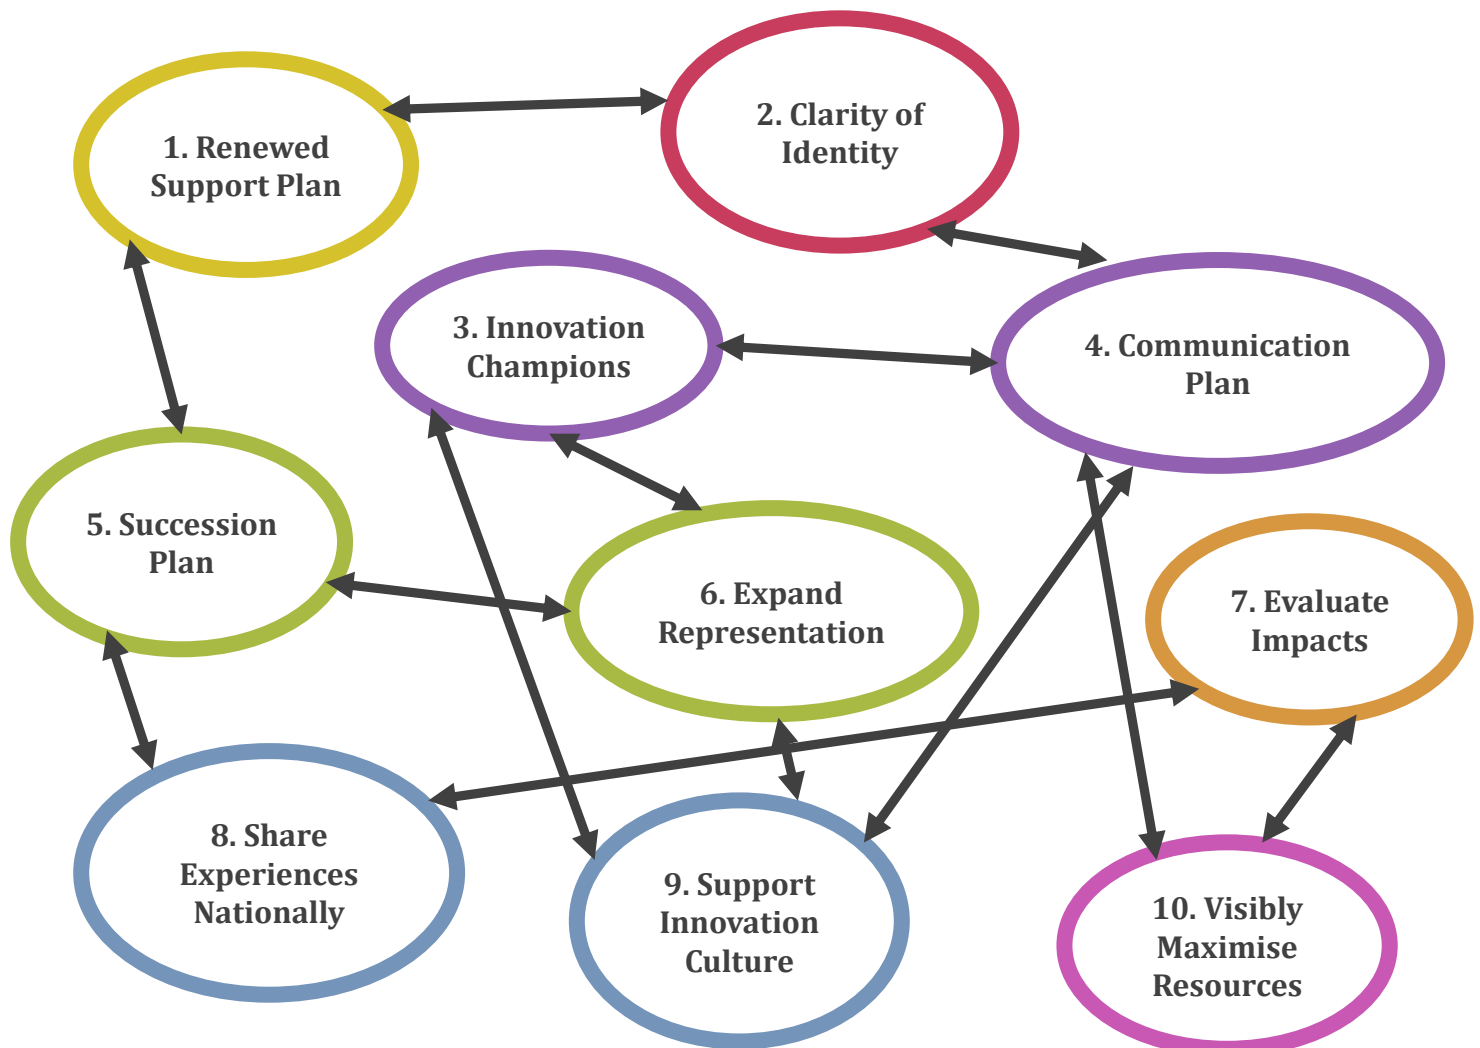 1. Renewed
Support Plan
2. Clarity of
Identity
3. Innovation
Champions
4. Communication
Plan
5. Succession
Plan
6. Expand
Representation
7. Evaluate
Impacts
8. Share
Experiences
Nationally
9. Support
Innovation
Culture
10. Visibly
Maximise
Resources